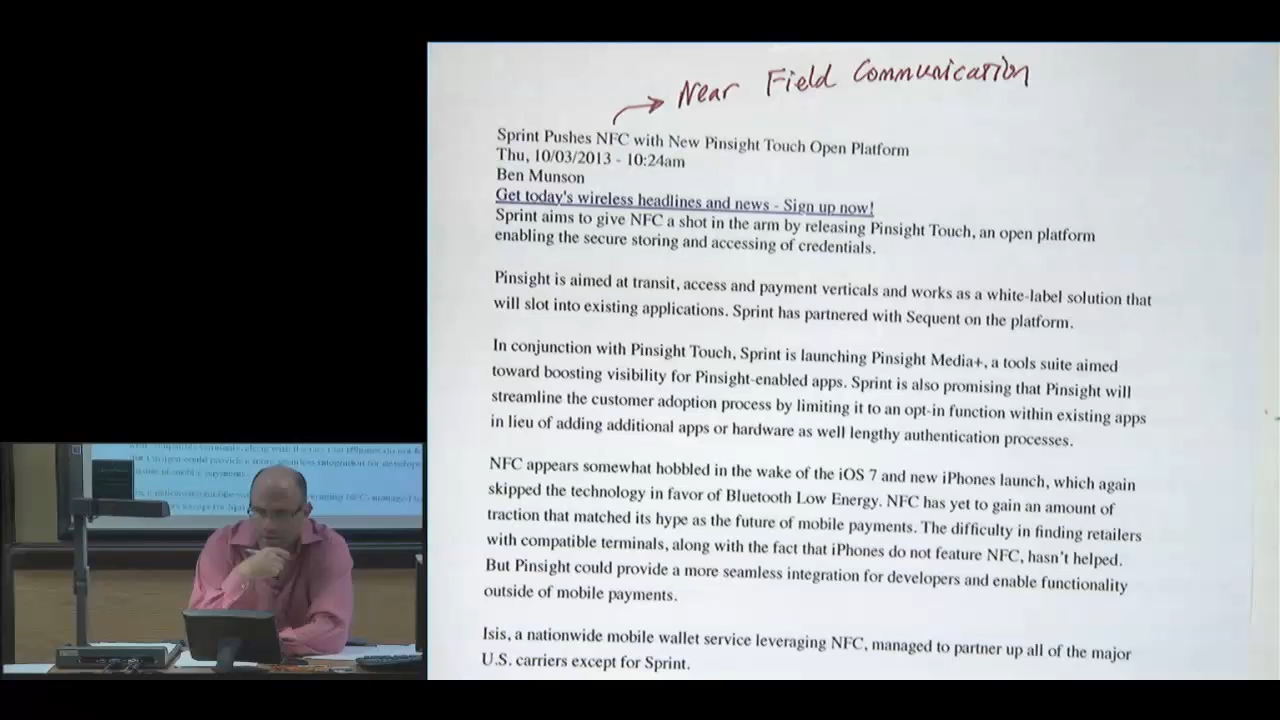 Near Field Communication
Sprint Pushes NFC with New Pinsight Touch Open Platform
Thu, 10/03/2013 - 10:24am
Ben Munson
Get today's wireless headlines and news - Sign up now!
Sprint aims to give NFC a shot in the arm by releasing Pinsight Touch, an open platform
enabling the secure storing and accessing of credentials.
Pinsight is aimed at transit, access and payment verticals and works as a white-label solution that
will slot into existing applications. Sprint has partnered with Sequent on the platform.
In conjunction with Pinsight Touch, Sprint is launching Pinsight Media+, a tools suite aimed
toward boosting visibility for Pinsight-enabled apps. Sprint is also promising that Pinsight will
streamline the customer adoption process by limiting it to an opt-in function within existing apps
in lieu of adding additional apps or hardware as well lengthy authentication processes.
NFC appears somewhat hobbled in the wake of the iOS 7 and new iPhones launch, which again
skipped the technology in favor of Bluetooth Low Energy. NFC has yet to gain an amount of
traction that matched its hype as the future of mobile payments. The difficulty in finding retailers
with compatible terminals, along with the fact that iPhones do not feature NFC, hasn't helped.
But Pinsight could provide a more seamless integration for developers and enable functionality
outside of mobile payments.
Isis, a nationwide mobile wallet service leveraging NFC, managed to partner up all of the major
U.S. carriers except for Sprint.